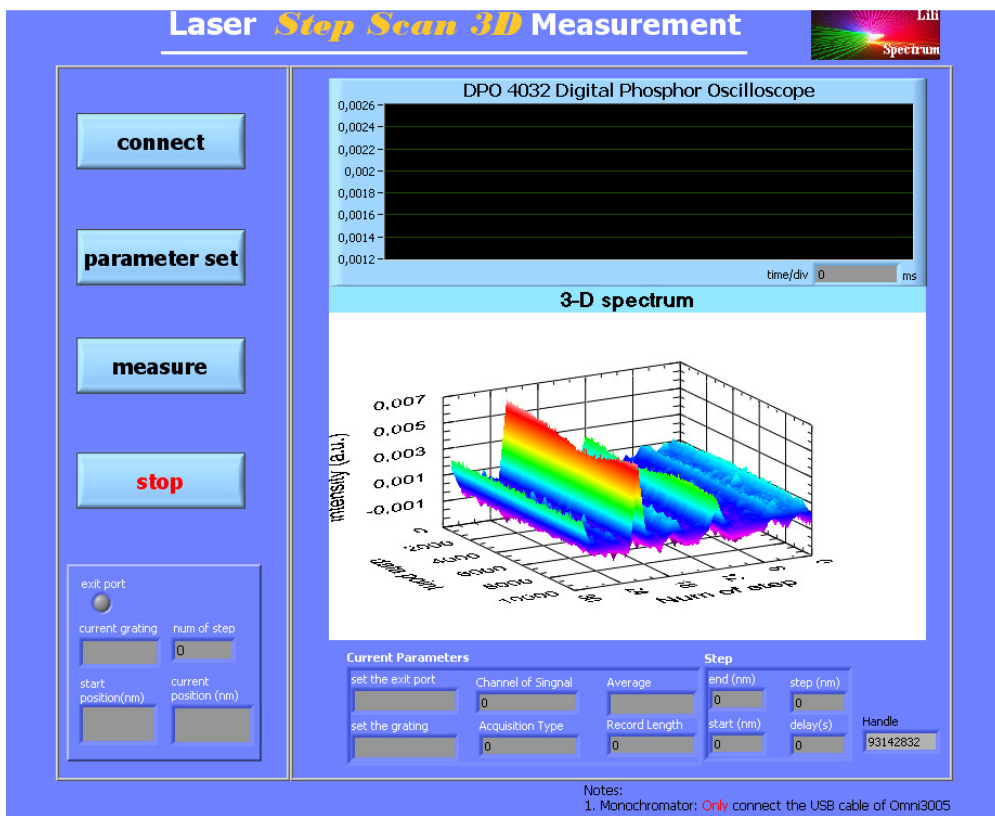 Laser Step Scan 3D Measurement
Lili
Spectrum
connect
parameter set
measure
stop
exit port
current grating
num of step
0
start
position(nm)
current
position (nm)
DPO 4032 Digital Phosphor Oscilloscope
0,0026
0,0024
0,0022
0,002
0,0018
0,0016
0,0014
0,0012
time/div 0 ms
3-D spectrum
0,007
0,005
0,003
0,001
-0,001
intensity (a.u.)
0
2000
4000
6000
8000
10000
data point
Num of step
Current Parameters
Step
set the exit port
Channel of Singnal
0
Average
end (nm)
0
step (nm)
0
set the grating
Acquisition Type
0
Record Length
0
start (nm)
0
delay(s)
0
Handle
93142832
Notes:
1. Monochromator: Only connect the USB cable of Omni3005